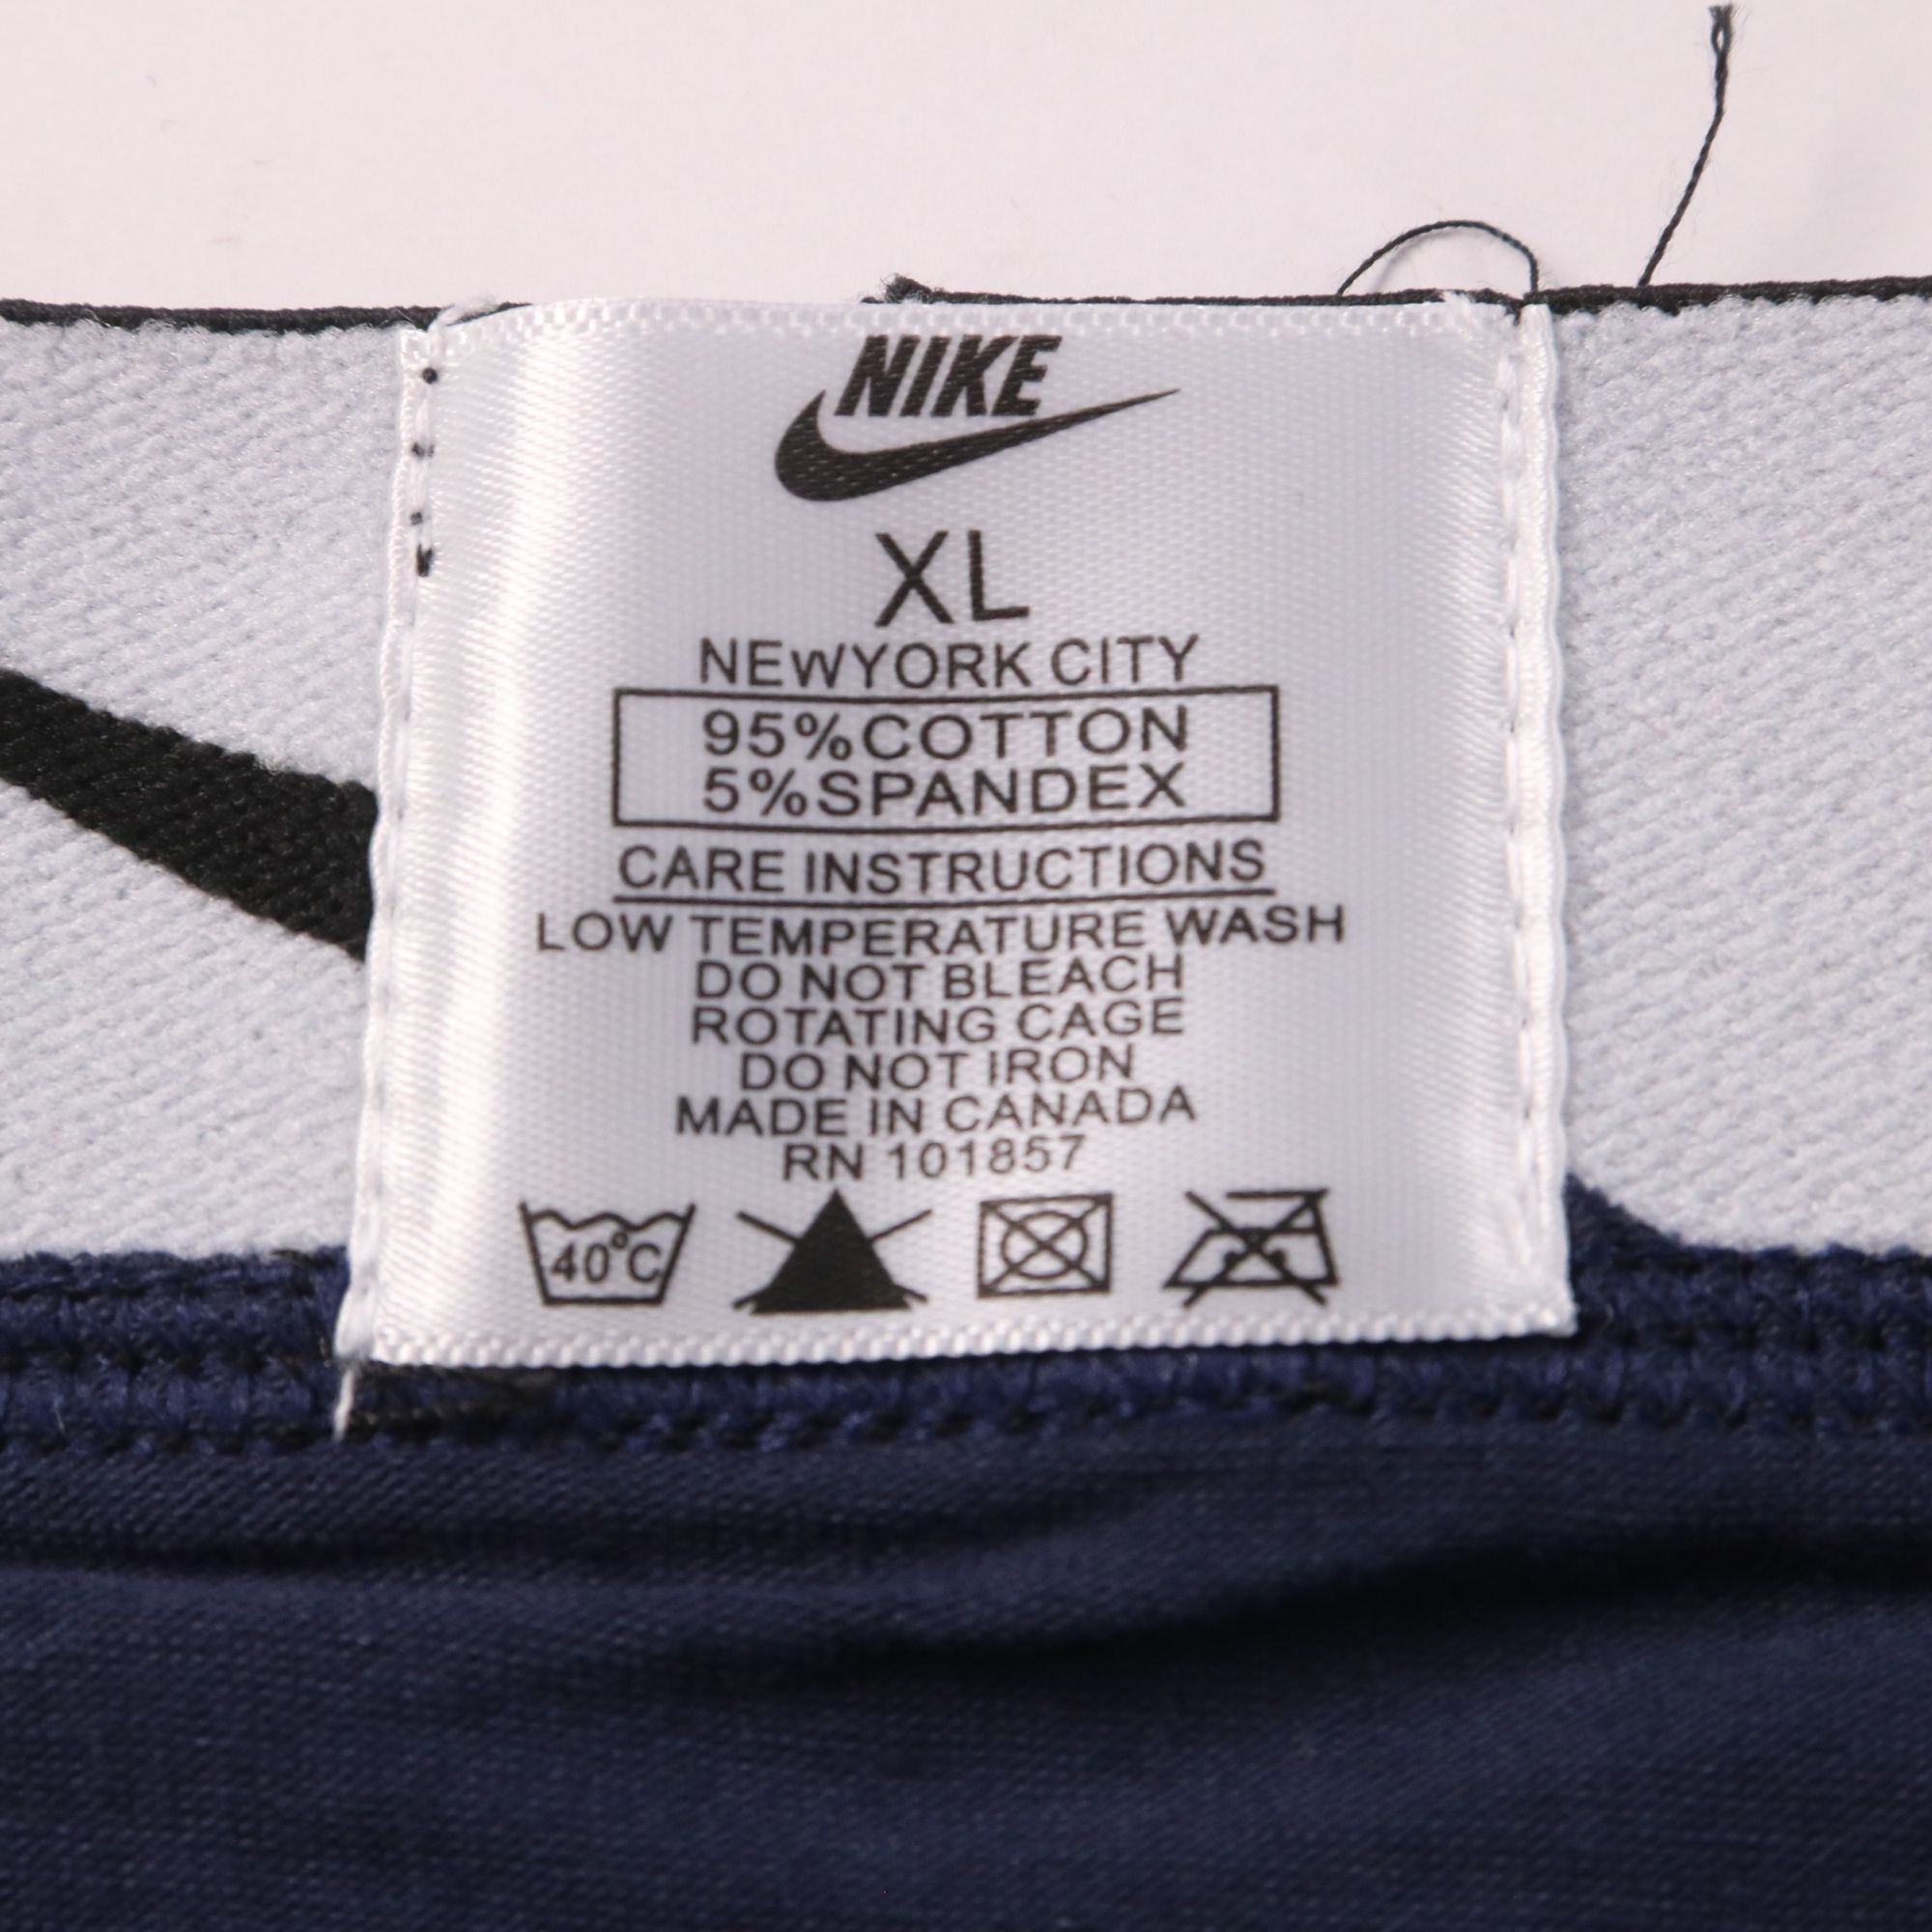 NIKE
XL
NEWYORK CITY
95%COTTON
5%SPANDEX
CARE INSTRUCTIONS
LOW TEMPERATURE WASH
DO NOT BLEACH
ROTATING CAGE
DO NOT IRON
MADE IN CANADA
RN 101857
40°C